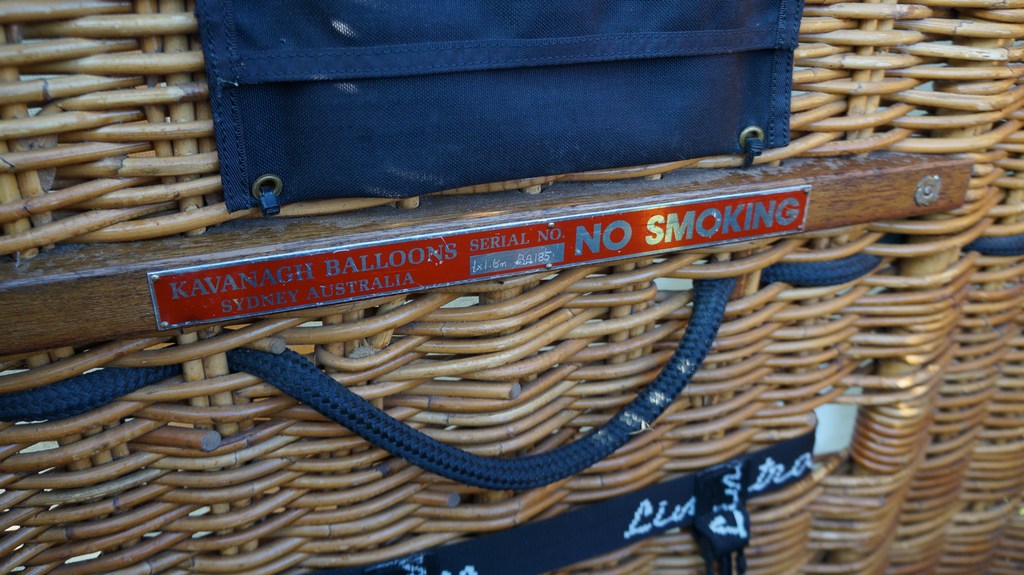 KAVANAGH BALLOONS
SYDNEY AUSTRALIA
SERIAL NO.
NO SMOKING